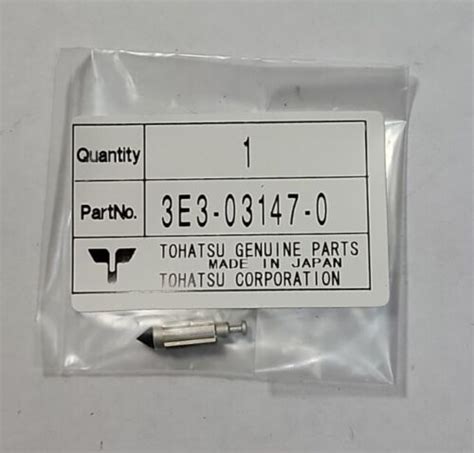 Quantity 1
PartNo. 3E3-03147-0
TOHATSU GENUINE PARTS
MADE IN JAPAN
TOHATSU CORPORATION